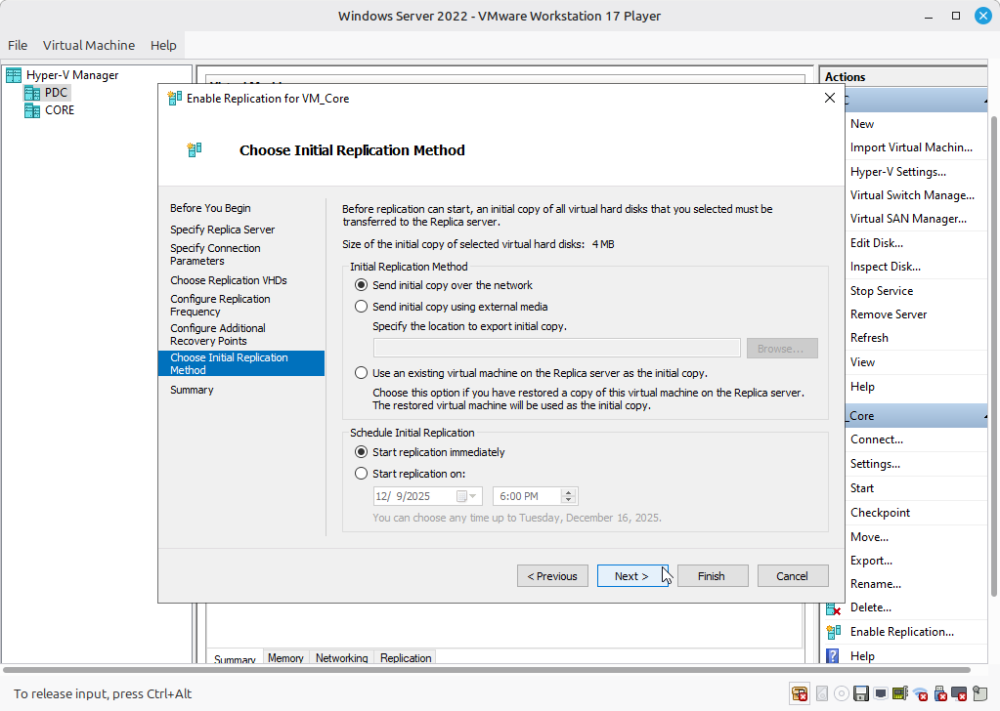 Windows Server 2022 - VMware Workstation 17 Player
File Virtual Machine Help
Hyper-V Manager
PDC
CORE
Actions
Enable Replication for VM_Core
Choose Initial Replication Method
Before You Begin
Specify Replica Server
Specify Connection
Parameters
Choose Replication VHDs
Configure Replication
Frequency
Configure Additional
Recovery Points
Choose Initial Replication
Method
Summary
Before replication can start, an initial copy of all virtual hard disks that you selected must be
transferred to the Replica server.
Size of the initial copy of selected virtual hard disks: 4 MB
Initial Replication Method
Send initial copy over the network
Send initial copy using external media
Specify the location to export initial copy.
Browse...
Use an existing virtual machine on the Replica server as the initial copy.
Choose this option if you have restored a copy of this virtual machine on the Replica server.
The restored virtual machine will be used as the initial copy.
Schedule Initial Replication
Start replication immediately
Start replication on:
12/ 9/2025 6:00 PM
You can choose any time up to Tuesday, December 16, 2025.
< Previous Next > Finish Cancel
New
Import Virtual Machin...
Hyper-V Settings...
Virtual Switch Manage...
Virtual SAN Manager...
Edit Disk...
Inspect Disk...
Stop Service
Remove Server
Refresh
View
Help
_Core
Connect...
Settings...
Start
Checkpoint
Move...
Export...
Rename...
Delete...
Enable Replication...
Help
Summary Memory Networking Replication
To release input, press Ctrl+Alt